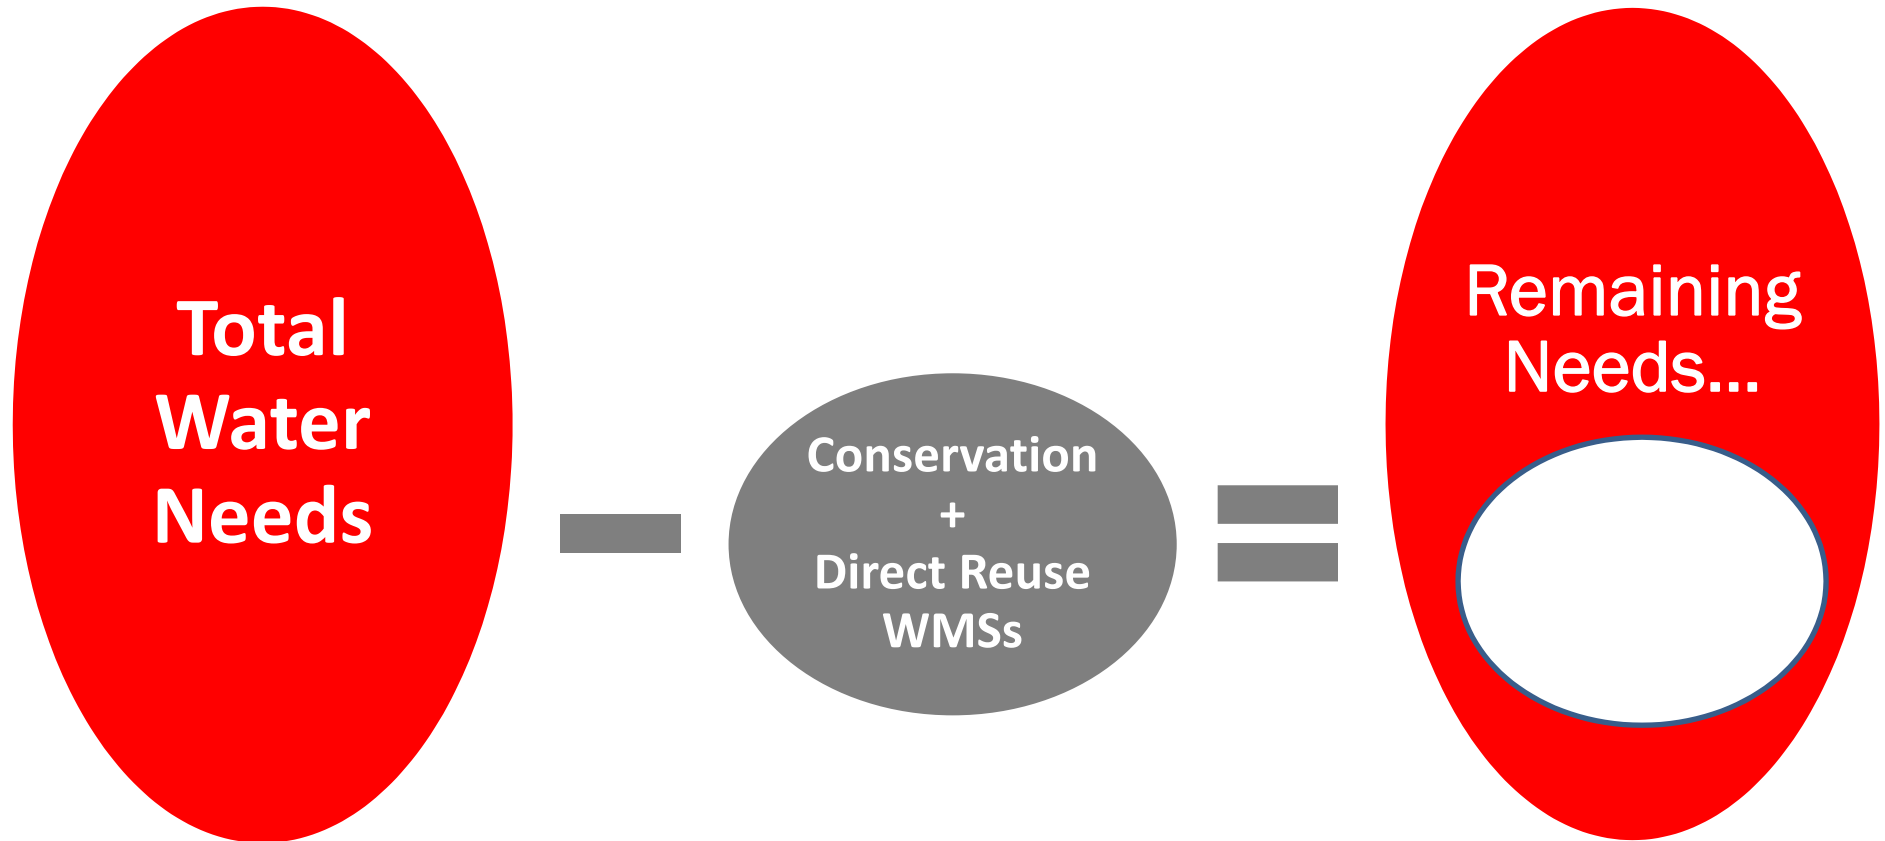 Total
Water
Needs
Conservation
+
Direct Reuse
WMSs
Remaining
Needs...